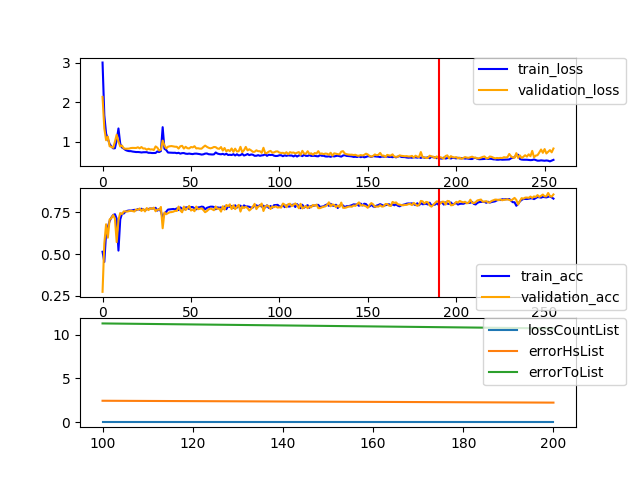 3
2
1
train_loss
validation_loss
0 50 100 150 200 250
0.75
0.50
0.25
train_acc
validation_acc
0 50 100 150 200 250
10
5
0
lossCountList
errorHsList
errorToList
100 120 140 160 180 200